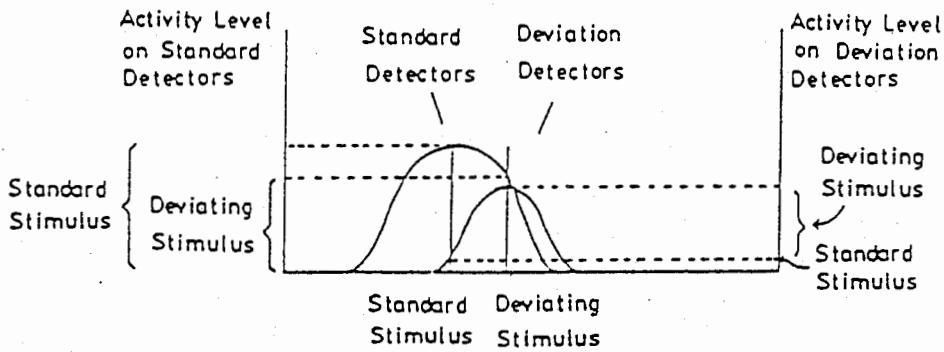 Activity Level
on Standard
Detectors
Standard
Detectors
Deviation
Detectors
Activity Level
on Deviation
Detectors
Standard
Stimulus
Deviating
Stimulus
Deviating
Stimulus
Standard
Stimulus
Standard
Stimulus
Deviating
Stimulus